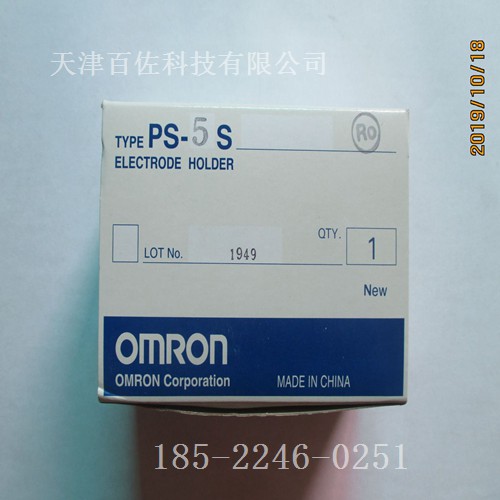 天津百佐科技有限公司
2019/10/18
TYPE PS-5 S
Ro
ELECTRODE HOLDER
LOT No. 1949
QTY. 1
New
OMRON
OMRON Corporation
MADE IN CHINA
185-2246-0251